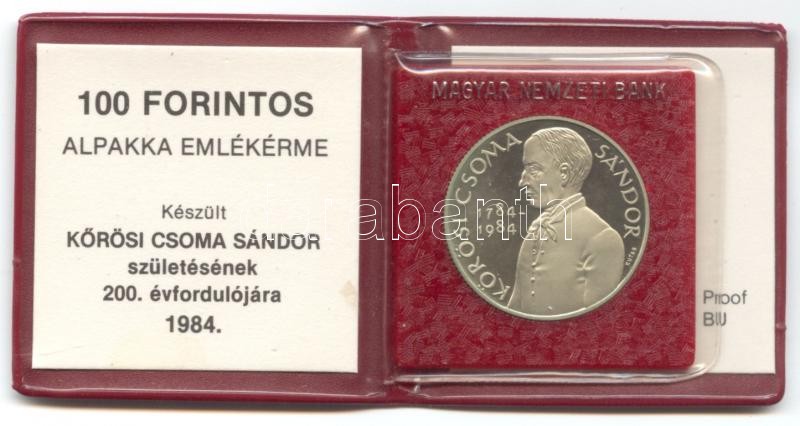 100 FORINTOS
ALPAKKA EMLÉKÉRME
Készült
KŐRÖSI CSOMA SÁNDOR
születésének
200. évfordulójára
1984.
MAGYAR NEMZETI BANK
KŐRÖSI CSOMA SÁNDOR
1784
1984
darabanth
Proof
BU